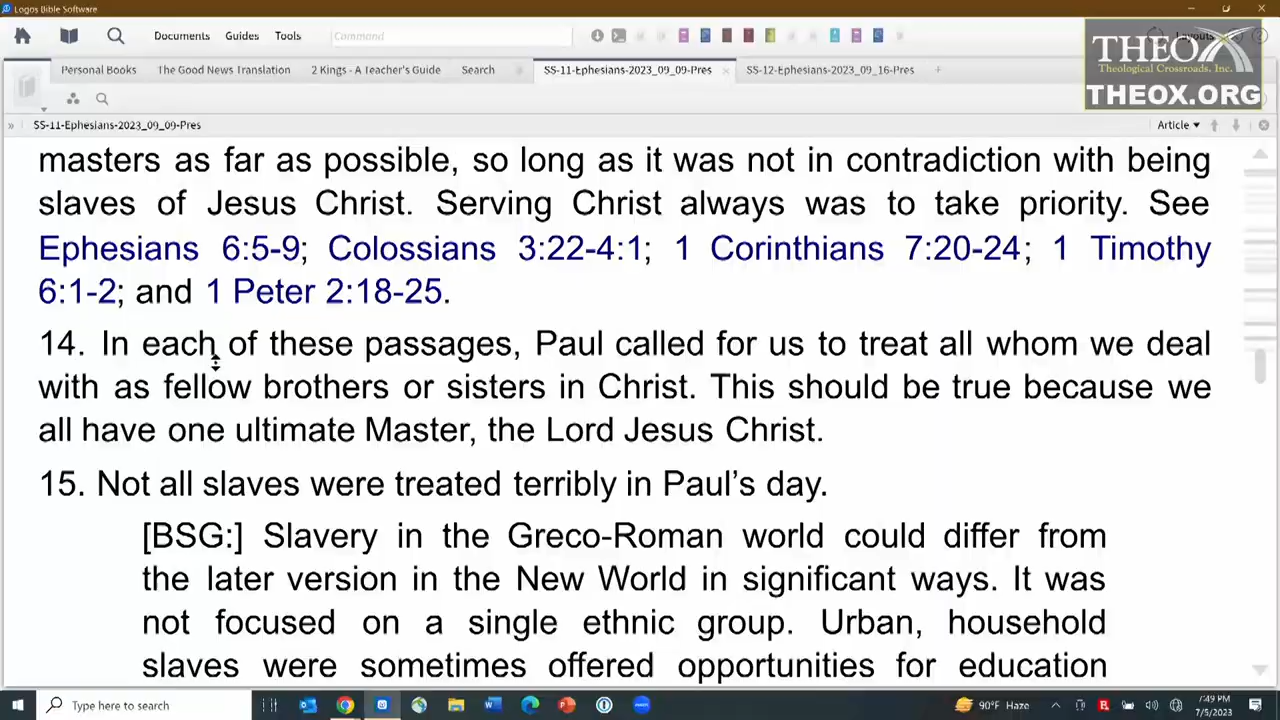 Logos Bible Software
Documents Guides Tools Command
THEOX
Theological Crossroads, Inc.
THEOX.ORG
Personal Books The Good News Translation 2 Kings - A Teacher's Guide SS-11-Ephesians-2023_09_09-Pres SS-12-Ephesians-2023_09_16-Pres
SS-11-Ephesians-2023_09_09-Pres Article
masters as far as possible, so long as it was not in contradiction with being
slaves of Jesus Christ. Serving Christ always was to take priority. See
Ephesians 6:5-9; Colossians 3:22-4:1; 1 Corinthians 7:20-24; 1 Timothy
6:1-2; and 1 Peter 2:18-25.
14. In each of these passages, Paul called for us to treat all whom we deal
with as fellow brothers or sisters in Christ. This should be true because we
all have one ultimate Master, the Lord Jesus Christ.
15. Not all slaves were treated terribly in Paul's day.
[BSG:] Slavery in the Greco-Roman world could differ from
the later version in the New World in significant ways. It was
not focused on a single ethnic group. Urban, household
slaves were sometimes offered opportunities for education
Type here to search
90°F Haze
7:49 PM
7/5/2023